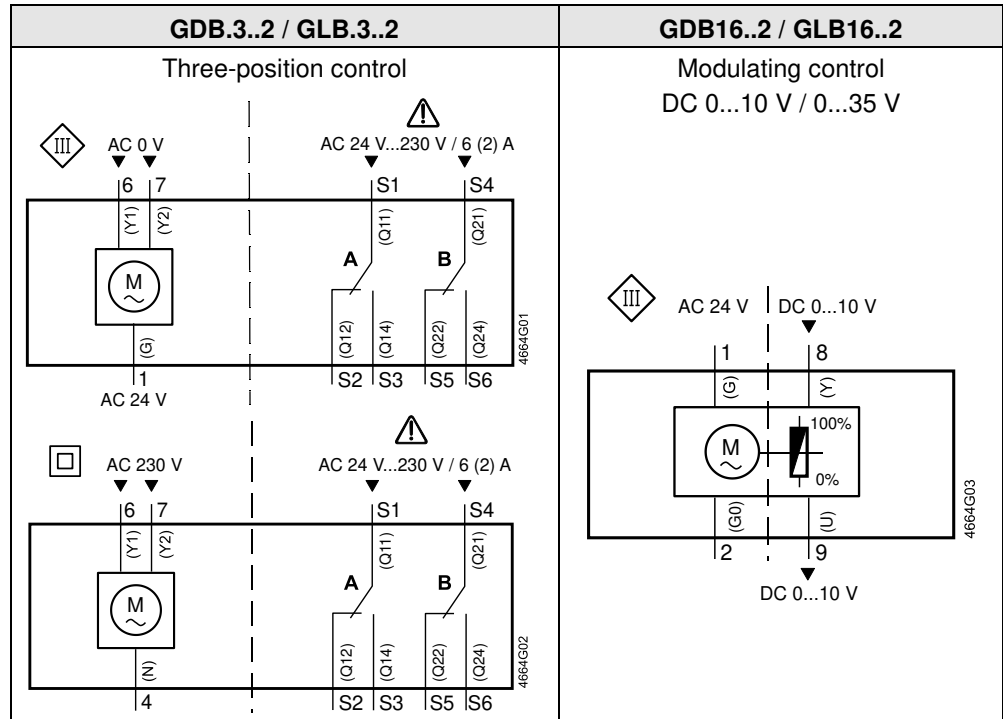 GDB.3..2 / GLB.3..2
GDB16..2 / GLB16..2
Three-position control
Modulating control
DC 0...10 V / 0...35 V
III
AC 0 V
AC 24 V...230 V / 6 (2) A
6 7
S1 S4
(Y1) (Y2)
(Q11) (Q21)
A B
M
(G)
(Q12) (Q14) (Q22) (Q24)
1
S2 S3 S5 S6
AC 24 V
4664G01
AC 230 V
AC 24 V...230 V / 6 (2) A
6 7
S1 S4
(Y1) (Y2)
(Q11) (Q21)
A B
M
(N)
(Q12) (Q14) (Q22) (Q24)
4
S2 S3 S5 S6
4664G02
III
AC 24 V
DC 0...10 V
1 8
(G) (Y)
100%
M
0%
(G0) (U)
2 9
DC 0...10 V
4664G03